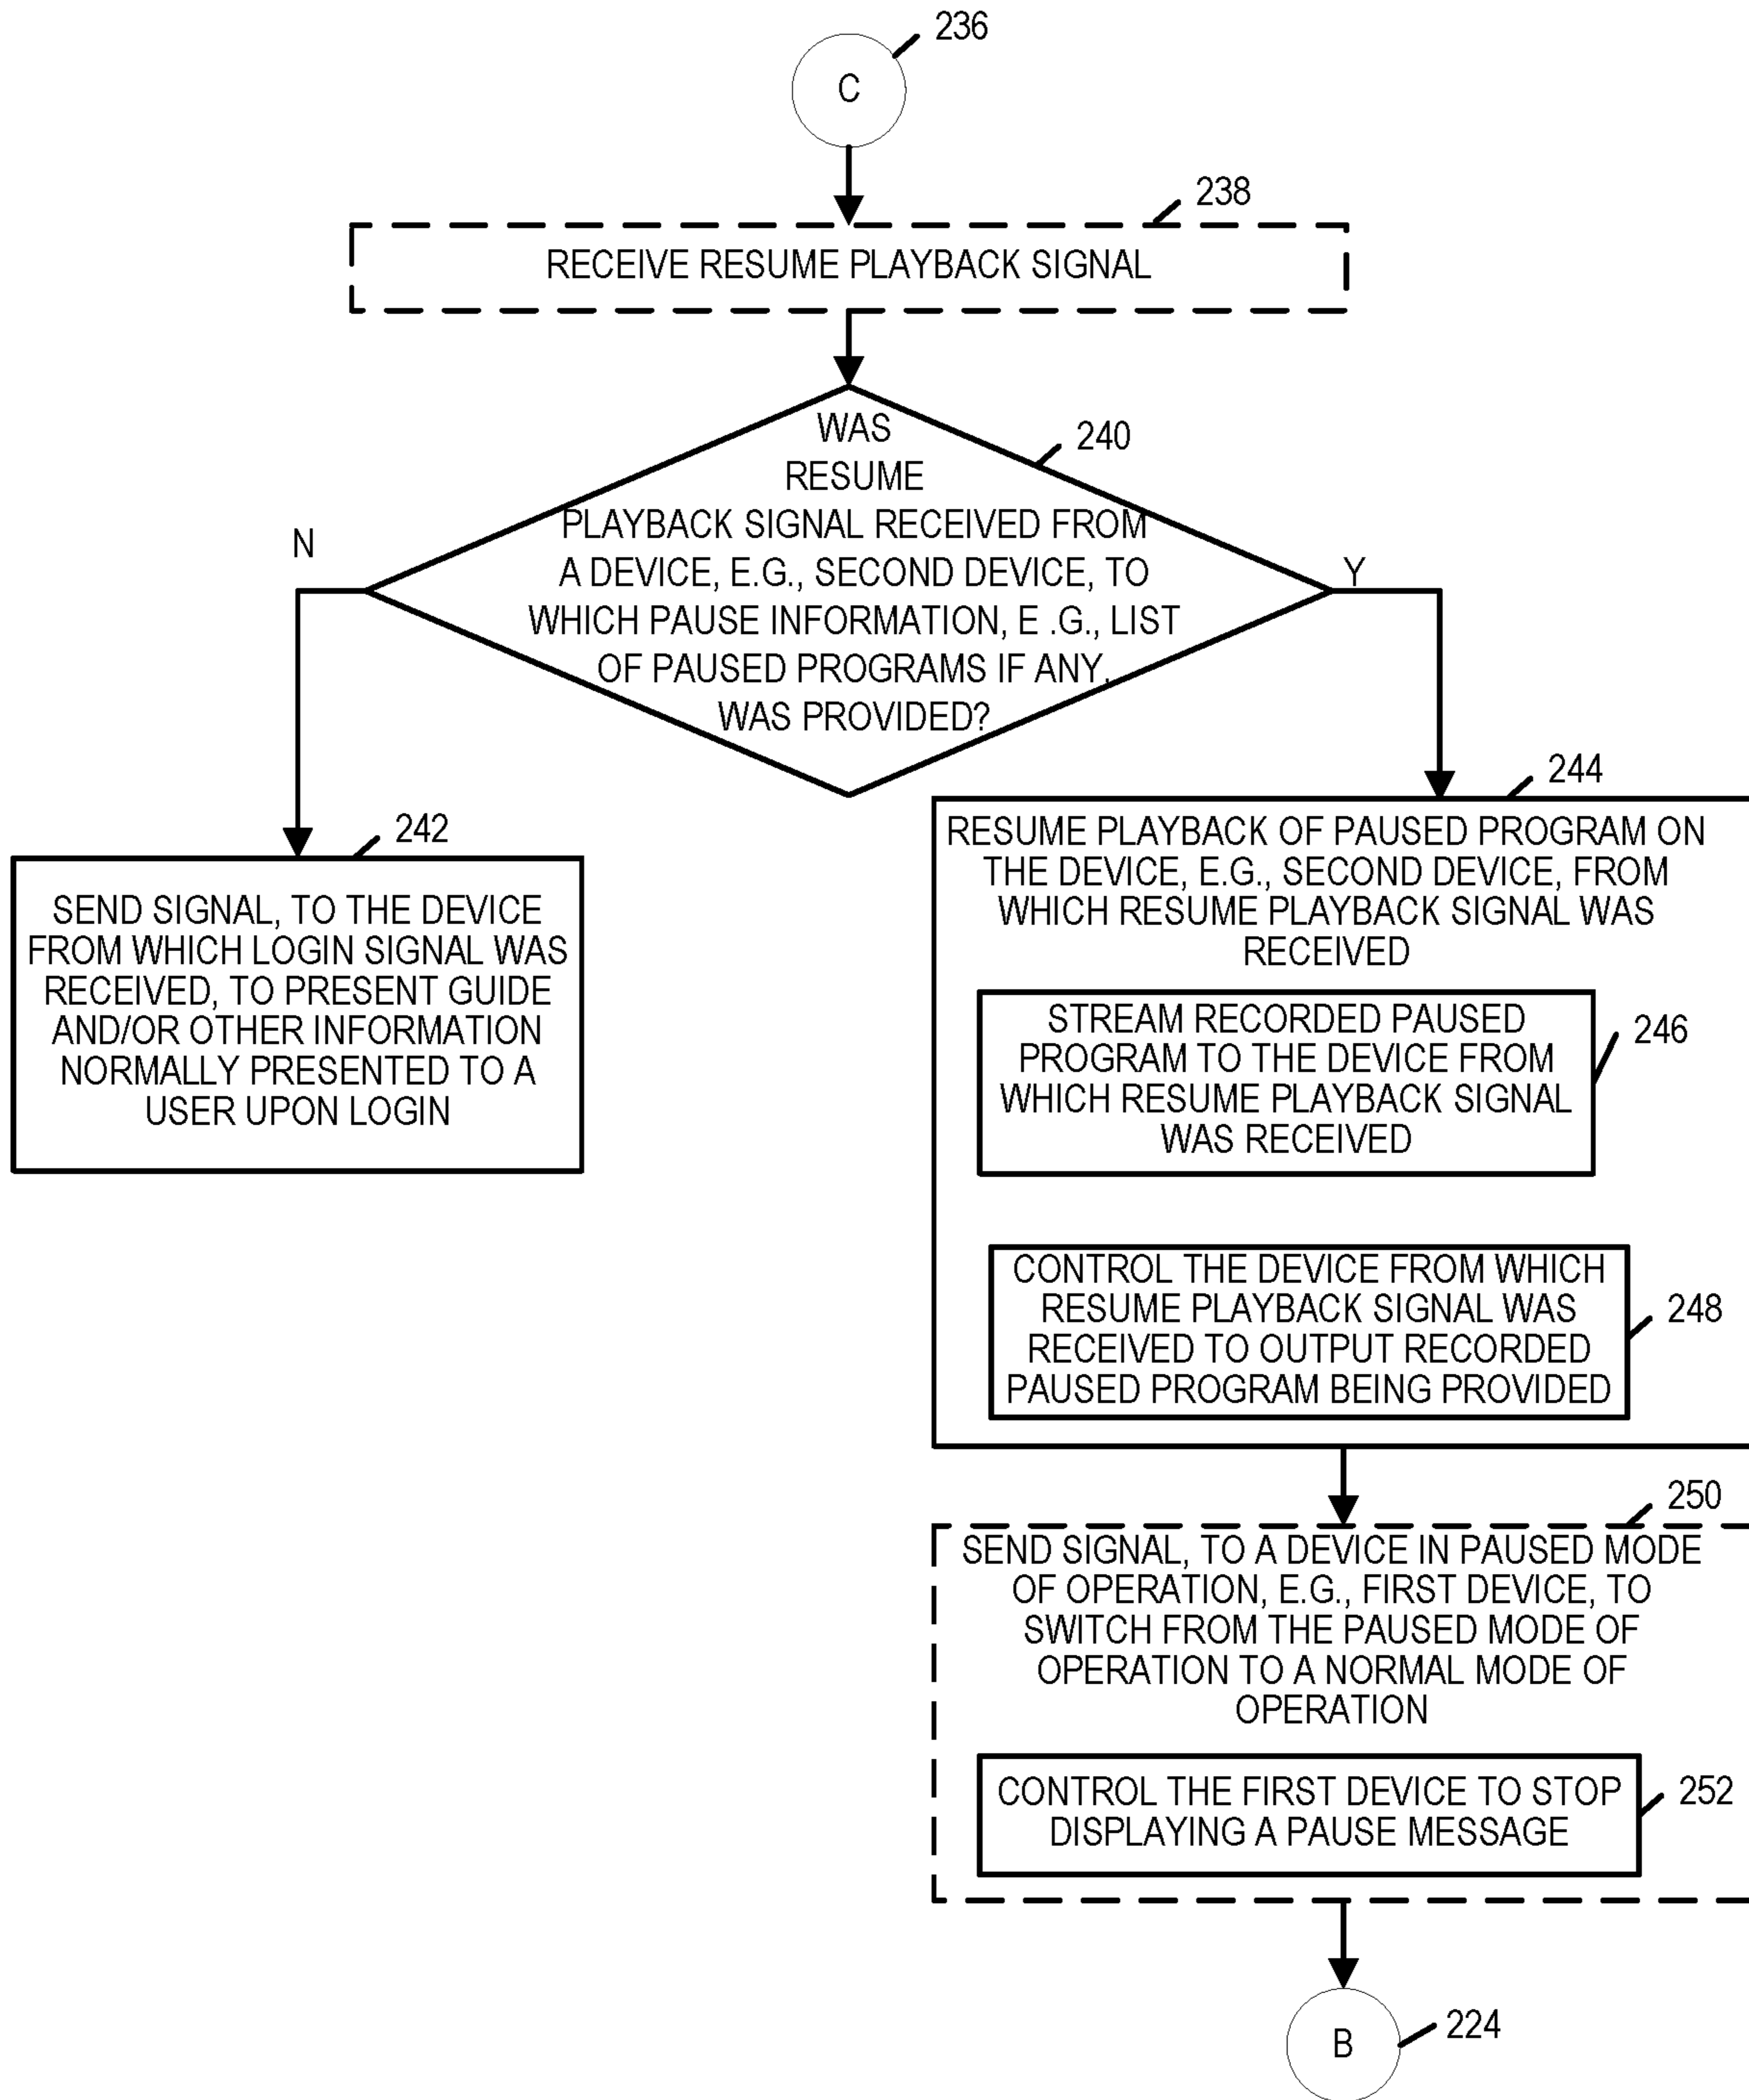 236
C
238
RECEIVE RESUME PLAYBACK SIGNAL
240
WAS
RESUME
PLAYBACK SIGNAL RECEIVED FROM
A DEVICE, E.G., SECOND DEVICE, TO
WHICH PAUSE INFORMATION, E .G., LIST
OF PAUSED PROGRAMS IF ANY,
WAS PROVIDED?
N
Y
242
SEND SIGNAL, TO THE DEVICE
FROM WHICH LOGIN SIGNAL WAS
RECEIVED, TO PRESENT GUIDE
AND/OR OTHER INFORMATION
NORMALLY PRESENTED TO A
USER UPON LOGIN
244
RESUME PLAYBACK OF PAUSED PROGRAM ON
THE DEVICE, E.G., SECOND DEVICE, FROM
WHICH RESUME PLAYBACK SIGNAL WAS
RECEIVED
246
STREAM RECORDED PAUSED
PROGRAM TO THE DEVICE FROM
WHICH RESUME PLAYBACK SIGNAL
WAS RECEIVED
248
CONTROL THE DEVICE FROM WHICH
RESUME PLAYBACK SIGNAL WAS
RECEIVED TO OUTPUT RECORDED
PAUSED PROGRAM BEING PROVIDED
250
SEND SIGNAL, TO A DEVICE IN PAUSED MODE
OF OPERATION, E.G., FIRST DEVICE, TO
SWITCH FROM THE PAUSED MODE OF
OPERATION TO A NORMAL MODE OF
OPERATION
252
CONTROL THE FIRST DEVICE TO STOP
DISPLAYING A PAUSE MESSAGE
B
224